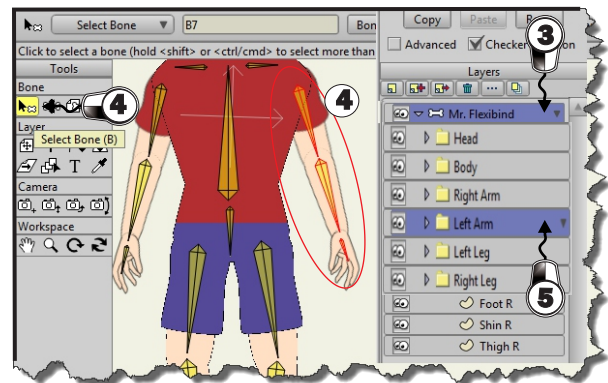 Select Bone B7 Bon
Click to select a bone (hold <shift> or <ctrl/cmd> to select more than
Tools
Bone
4
Select Bone (B)
Layer
T
Camera
Workspace
4
Copy Paste
Advanced Checker
3
Layers
Mr. Flexibind
Head
Body
Right Arm
Left Arm
Left Leg
Right Leg
5
Foot R
Shin R
Thigh R